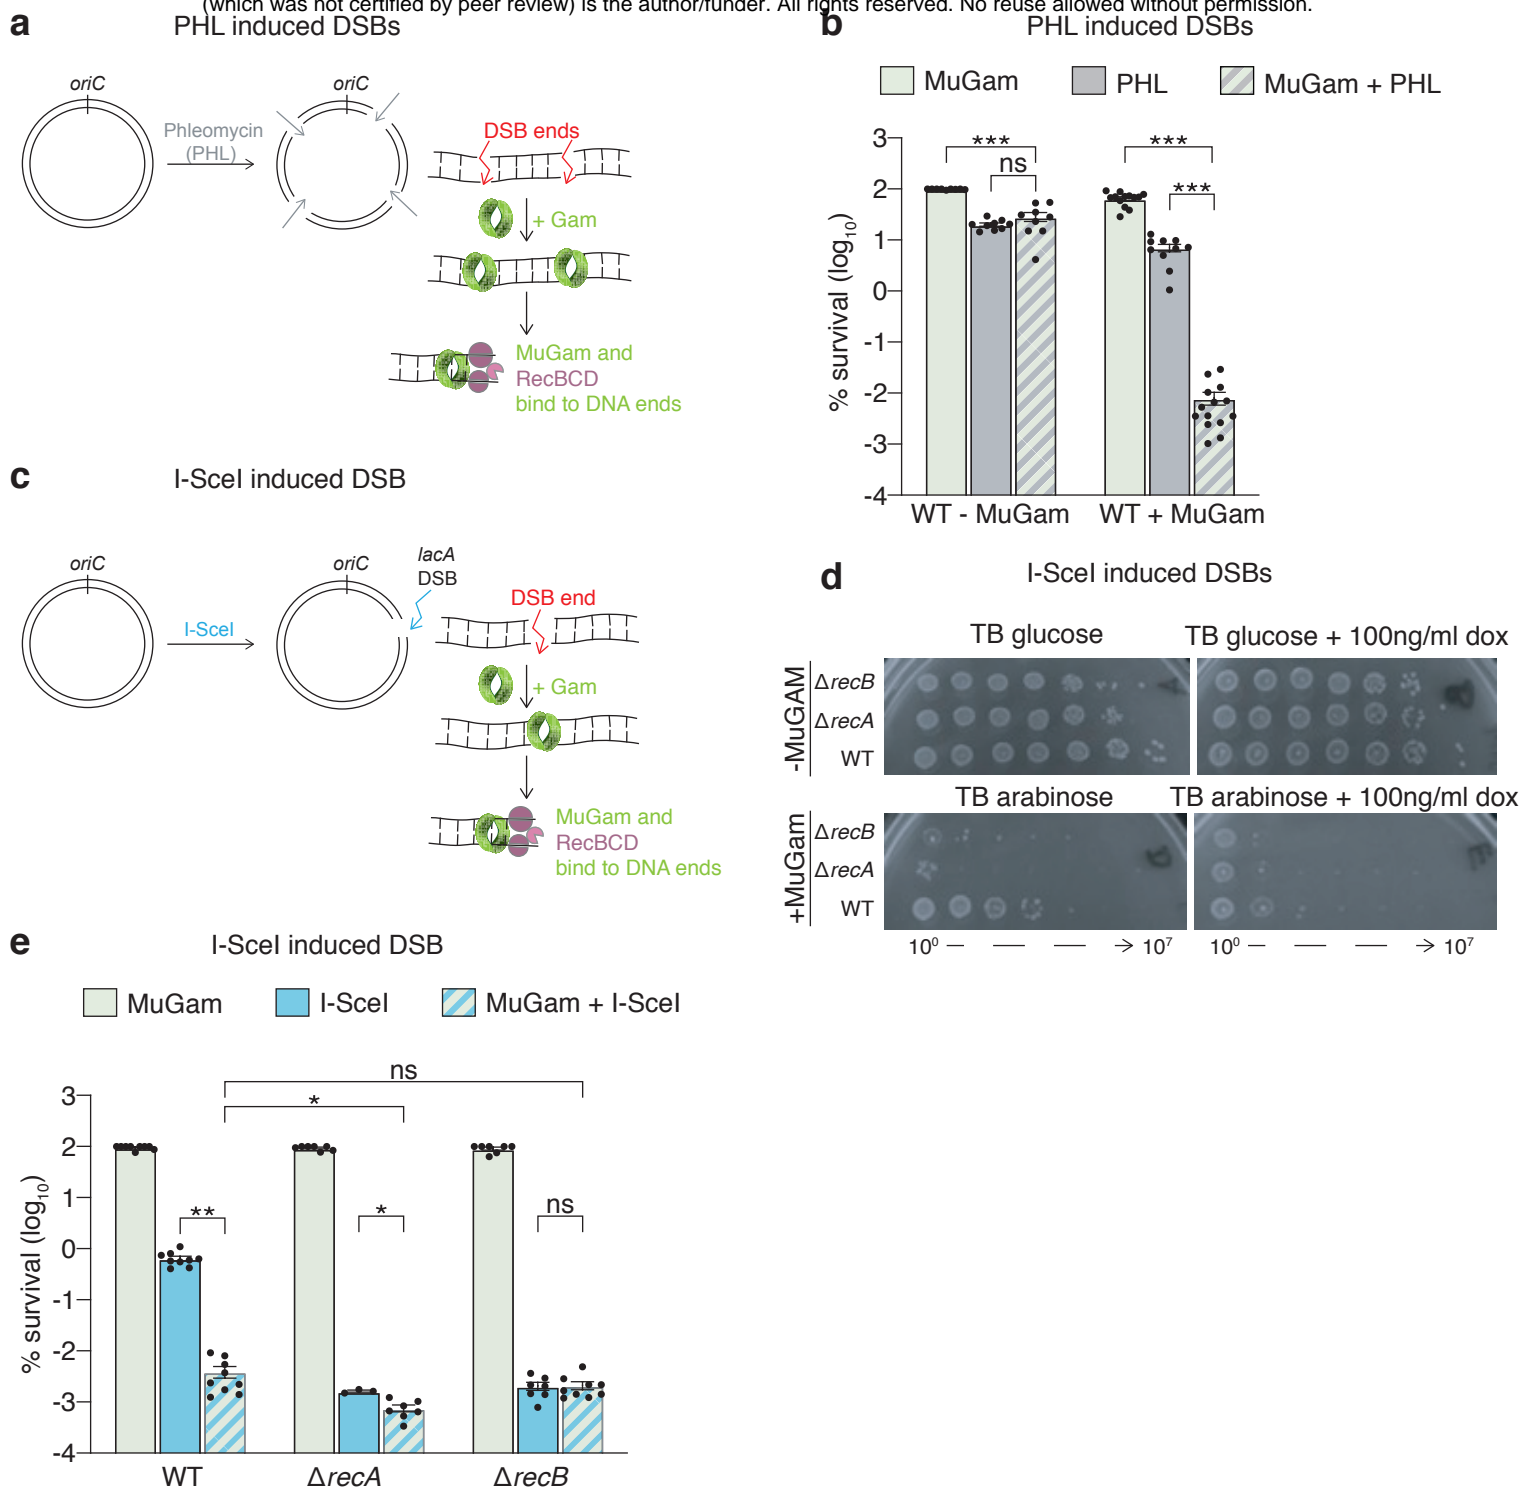 (which was not certified by peer review) is the author/funder. All rights reserved. No reuse allowed without permission.
a
PHL induced DSBs
oriC
Phleomycin
(PHL)
oriC
DSB ends
+ Gam
MuGam and
RecBCD
bind to DNA ends
b
PHL induced DSBs
MuGam
PHL
MuGam + PHL
% survival (log10)
3
2
1
0
-1
-2
-3
-4
***
ns
***
***
WT - MuGam
WT + MuGam
c
I-SceI induced DSB
oriC
I-SceI
oriC
lacA
DSB
DSB end
+ Gam
MuGam and
RecBCD
bind to DNA ends
d
I-SceI induced DSBs
TB glucose
TB glucose + 100ng/ml dox
-MuGAM
ΔrecB
ΔrecA
WT
TB arabinose
TB arabinose + 100ng/ml dox
+MuGam
ΔrecB
ΔrecA
WT
10⁰
10⁷
10⁰
10⁷
e
I-SceI induced DSB
MuGam
I-SceI
MuGam + I-SceI
% survival (log10)
3
2
1
0
-1
-2
-3
-4
ns
*
**
*
ns
WT
ΔrecA
ΔrecB